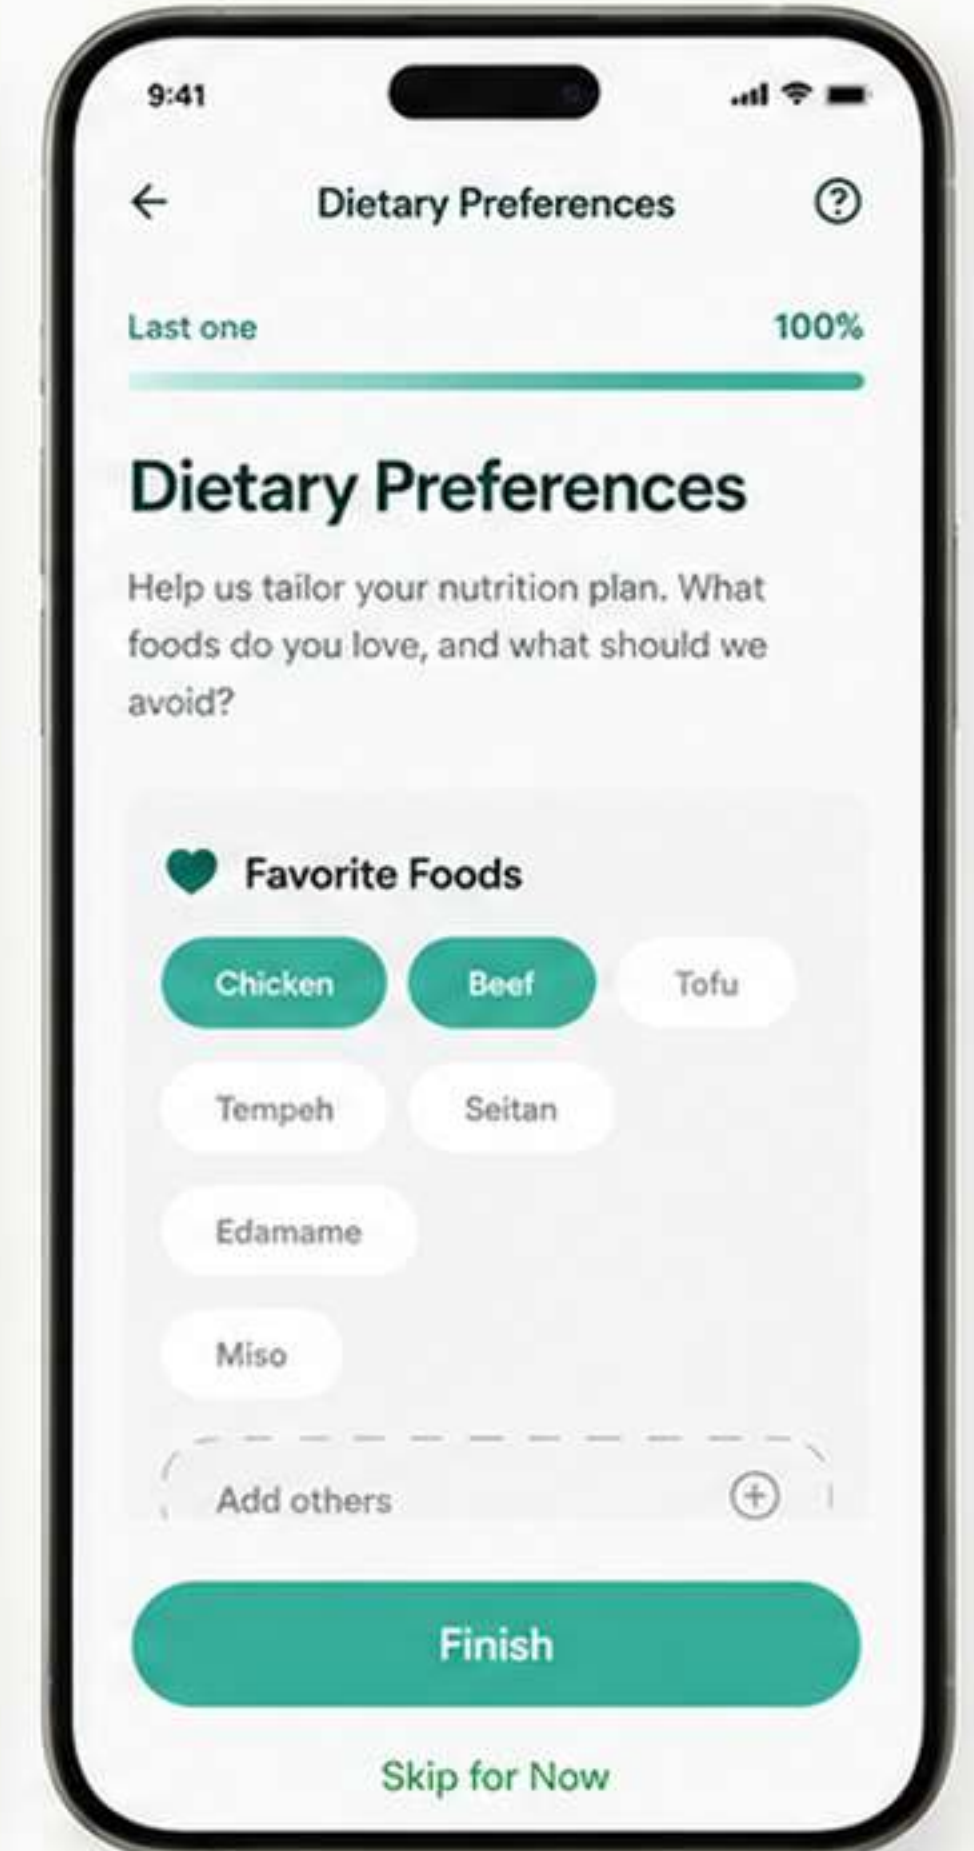 9:41
Dietary Preferences
Last one 100%
Dietary Preferences
Help us tailor your nutrition plan. What
foods do you love, and what should we
avoid?
Favorite Foods
Chicken Beef Tofu
Tempeh Seitan
Edamame
Miso
Add others
Finish
Skip for Now